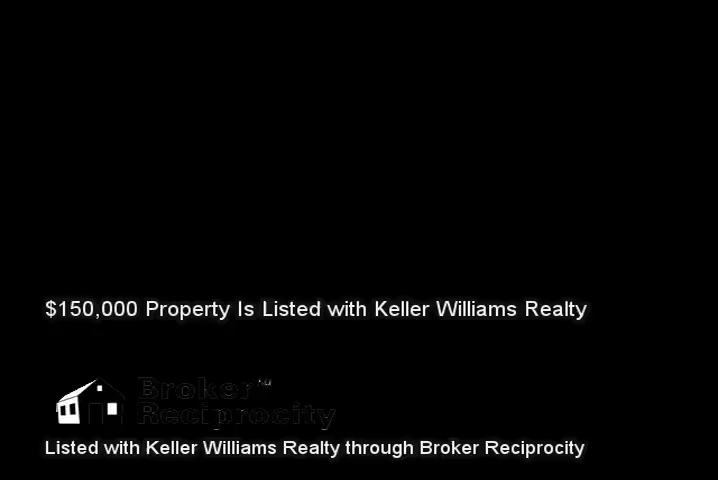 $150,000 Property Is Listed with Keller Williams Realty
Broker
Reciprocity
Listed with Keller Williams Realty through Broker Reciprocity